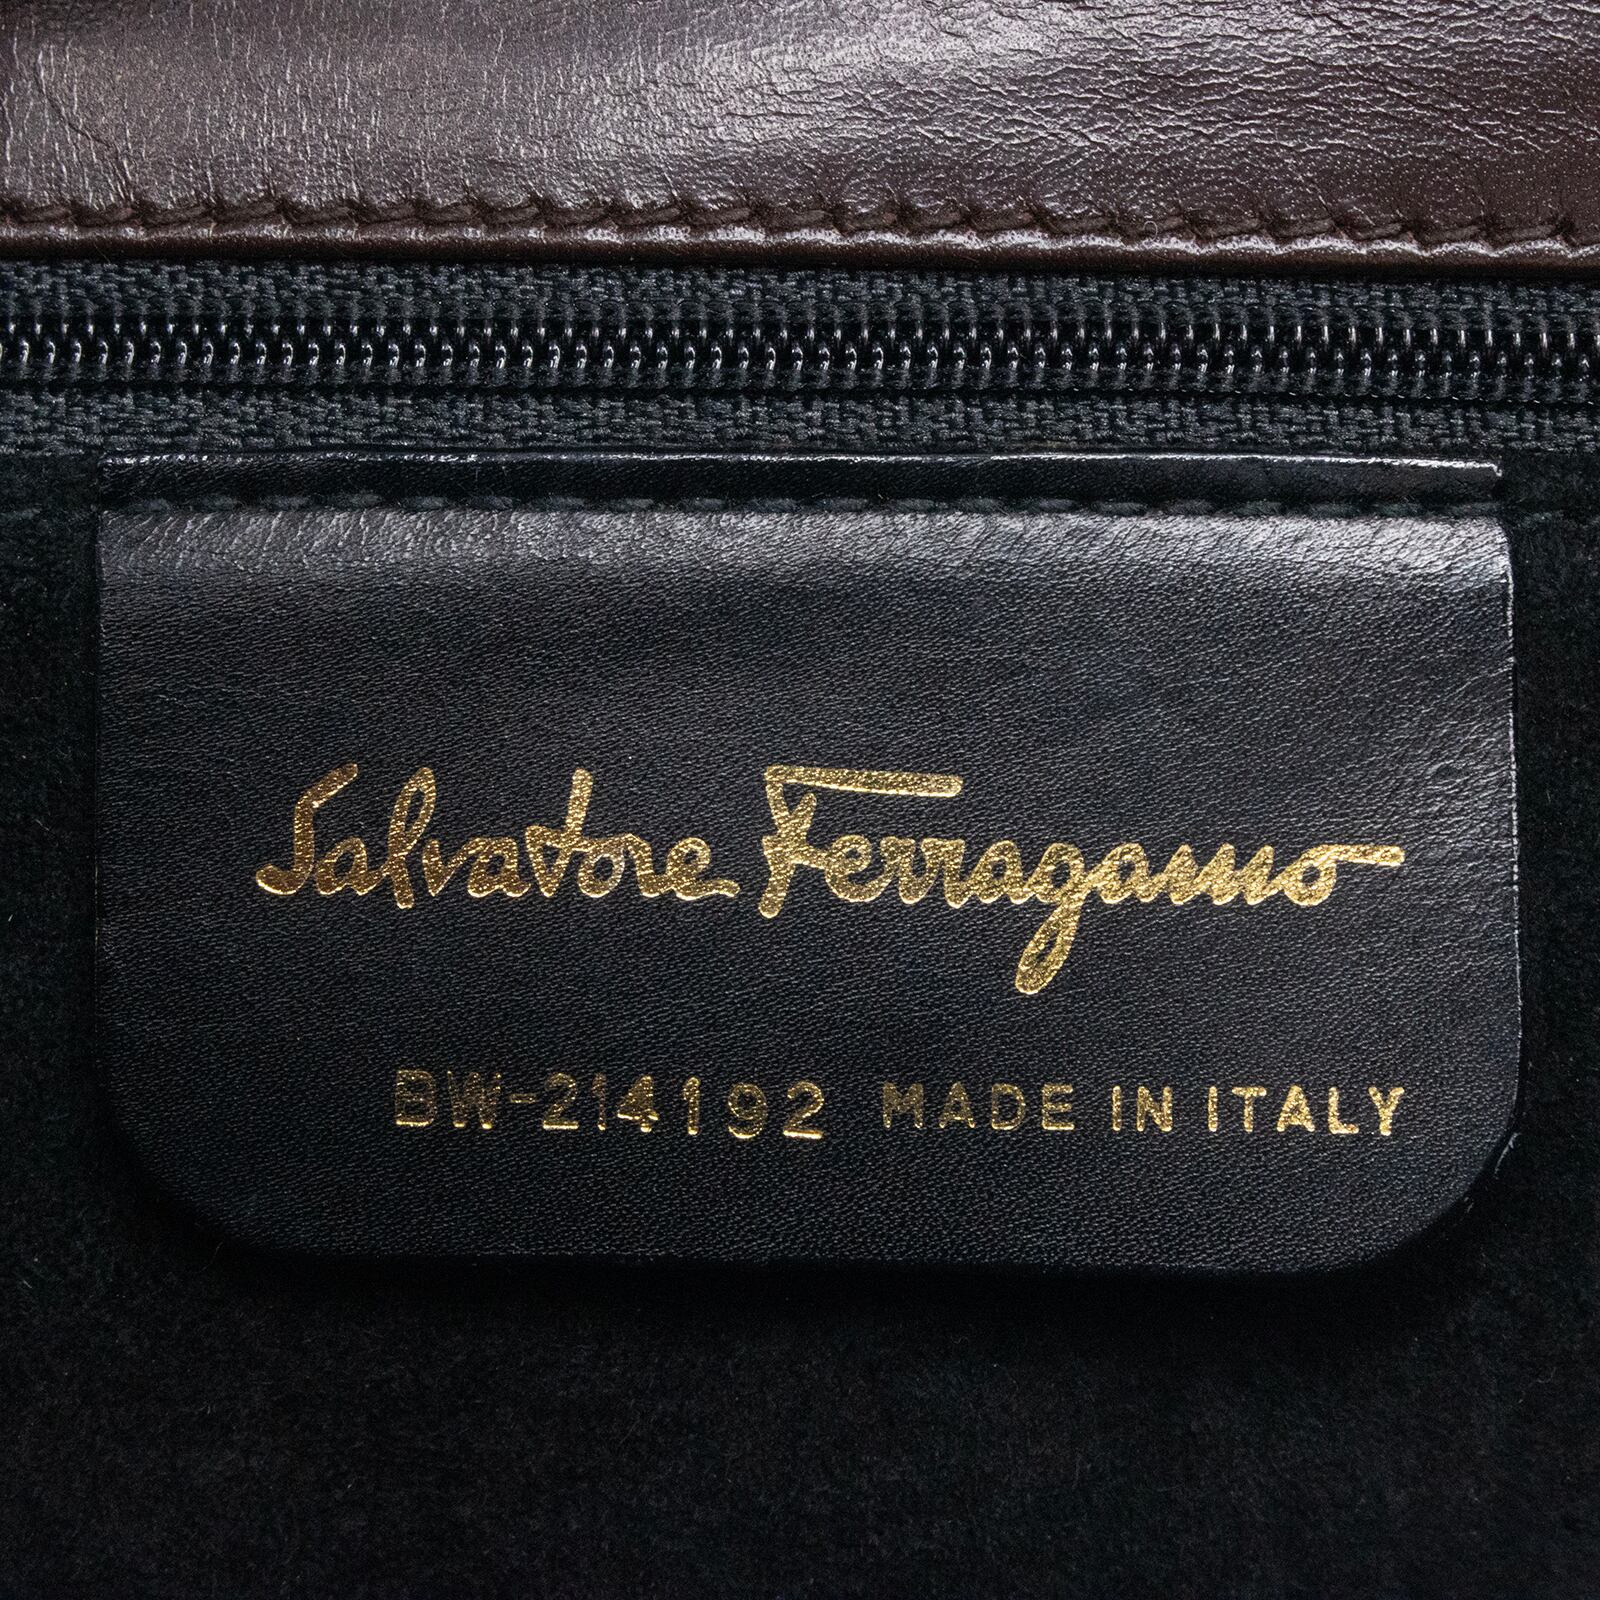 Salvatore Ferragamo
BW-214192 MADE IN ITALY